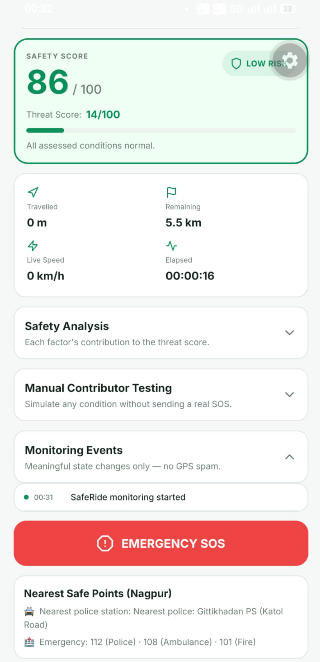 00:32
SAFETY SCORE
86 / 100
LOW RISK
Threat Score: 14/100
All assessed conditions normal.
Travelled
0 m
Remaining
5.5 km
Live Speed
0 km/h
Elapsed
00:00:16
Safety Analysis
Each factor's contribution to the threat score.
Manual Contributor Testing
Simulate any condition without sending a real SOS.
Monitoring Events
Meaningful state changes only — no GPS spam.
00:31 SafeRide monitoring started
EMERGENCY SOS
Nearest Safe Points (Nagpur)
Nearest police station: Nearest police: Gittikhadan PS (Katol
Road)
Emergency: 112 (Police) · 108 (Ambulance) · 101 (Fire)